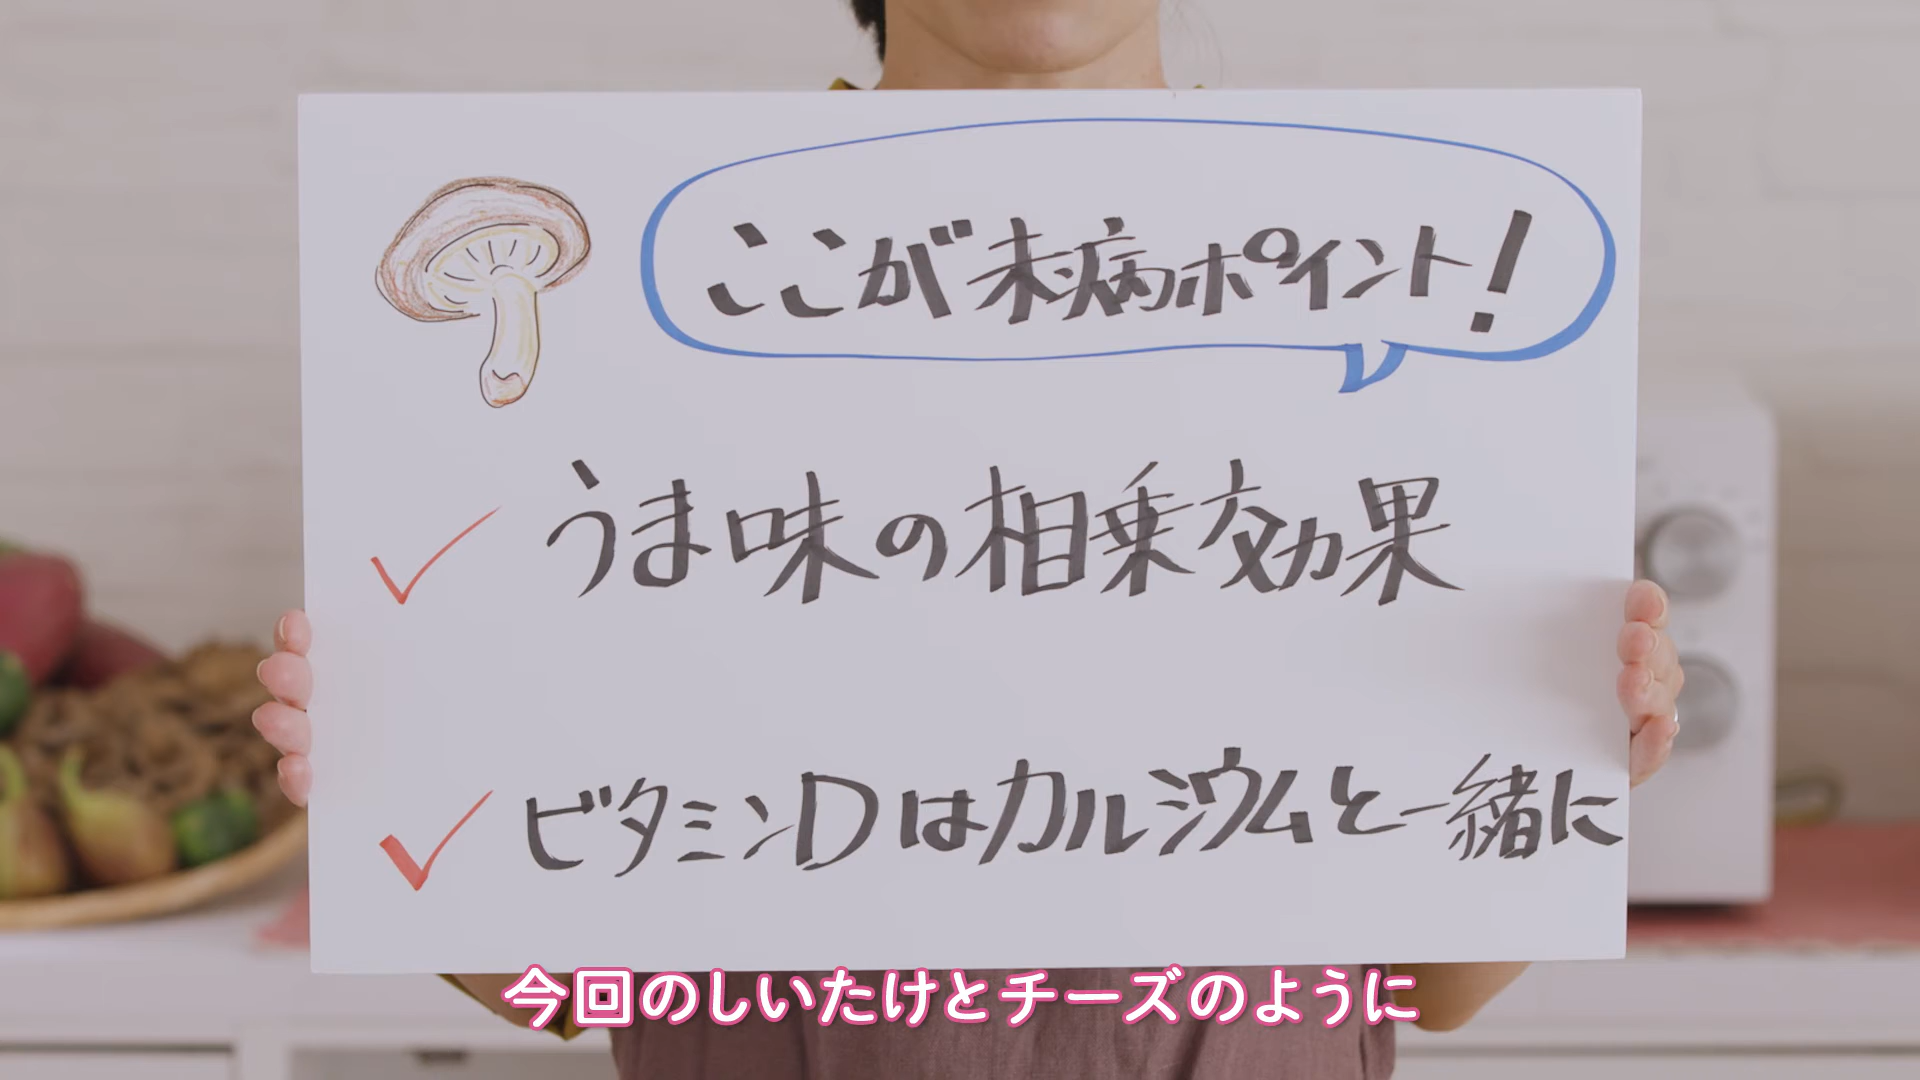 ここが未病ポイント!
うま味の相乗効果
ビタミンDはカルシウムと一緒に
今回のしいたけとチーズのように